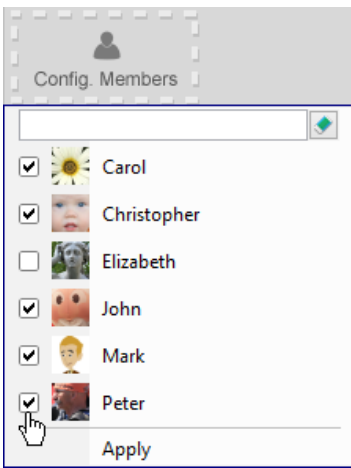 Config. Members
Carol
Christopher
Elizabeth
John
Mark
Peter
Apply